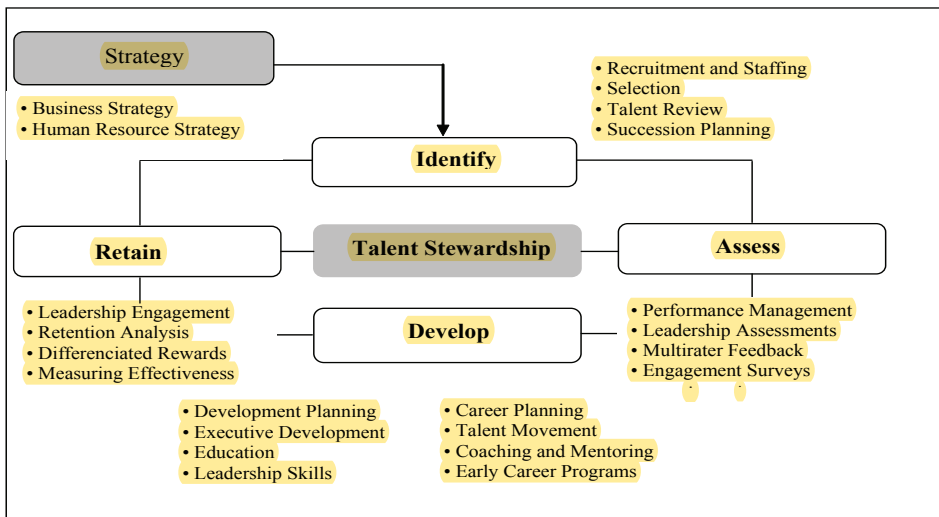 Strategy
• Business Strategy
• Human Resource Strategy
• Recruitment and Staffing
• Selection
• Talent Review
• Succession Planning
Identify
Retain
Talent Stewardship
Assess
• Leadership Engagement
• Retention Analysis
• Differenciated Rewards
• Measuring Effectiveness
Develop
• Performance Management
• Leadership Assessments
• Multirater Feedback
• Engagement Surveys
• Development Planning
• Executive Development
• Education
• Leadership Skills
• Career Planning
• Talent Movement
• Coaching and Mentoring
• Early Career Programs